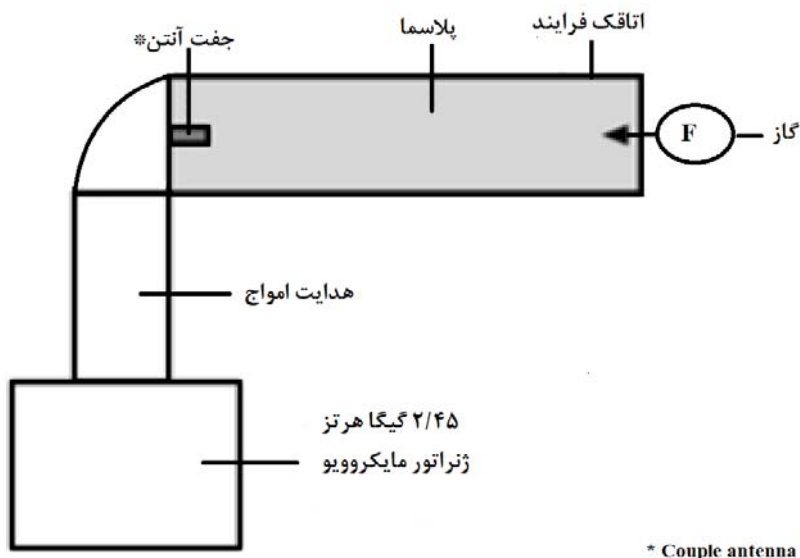 اتاقک فرایند
پلاسما
جفت آنتن*
F
گاز
هدایت امواج
۲/۴۵ گیگا هرتز
ژنراتور مایکروویو
* Couple antenna